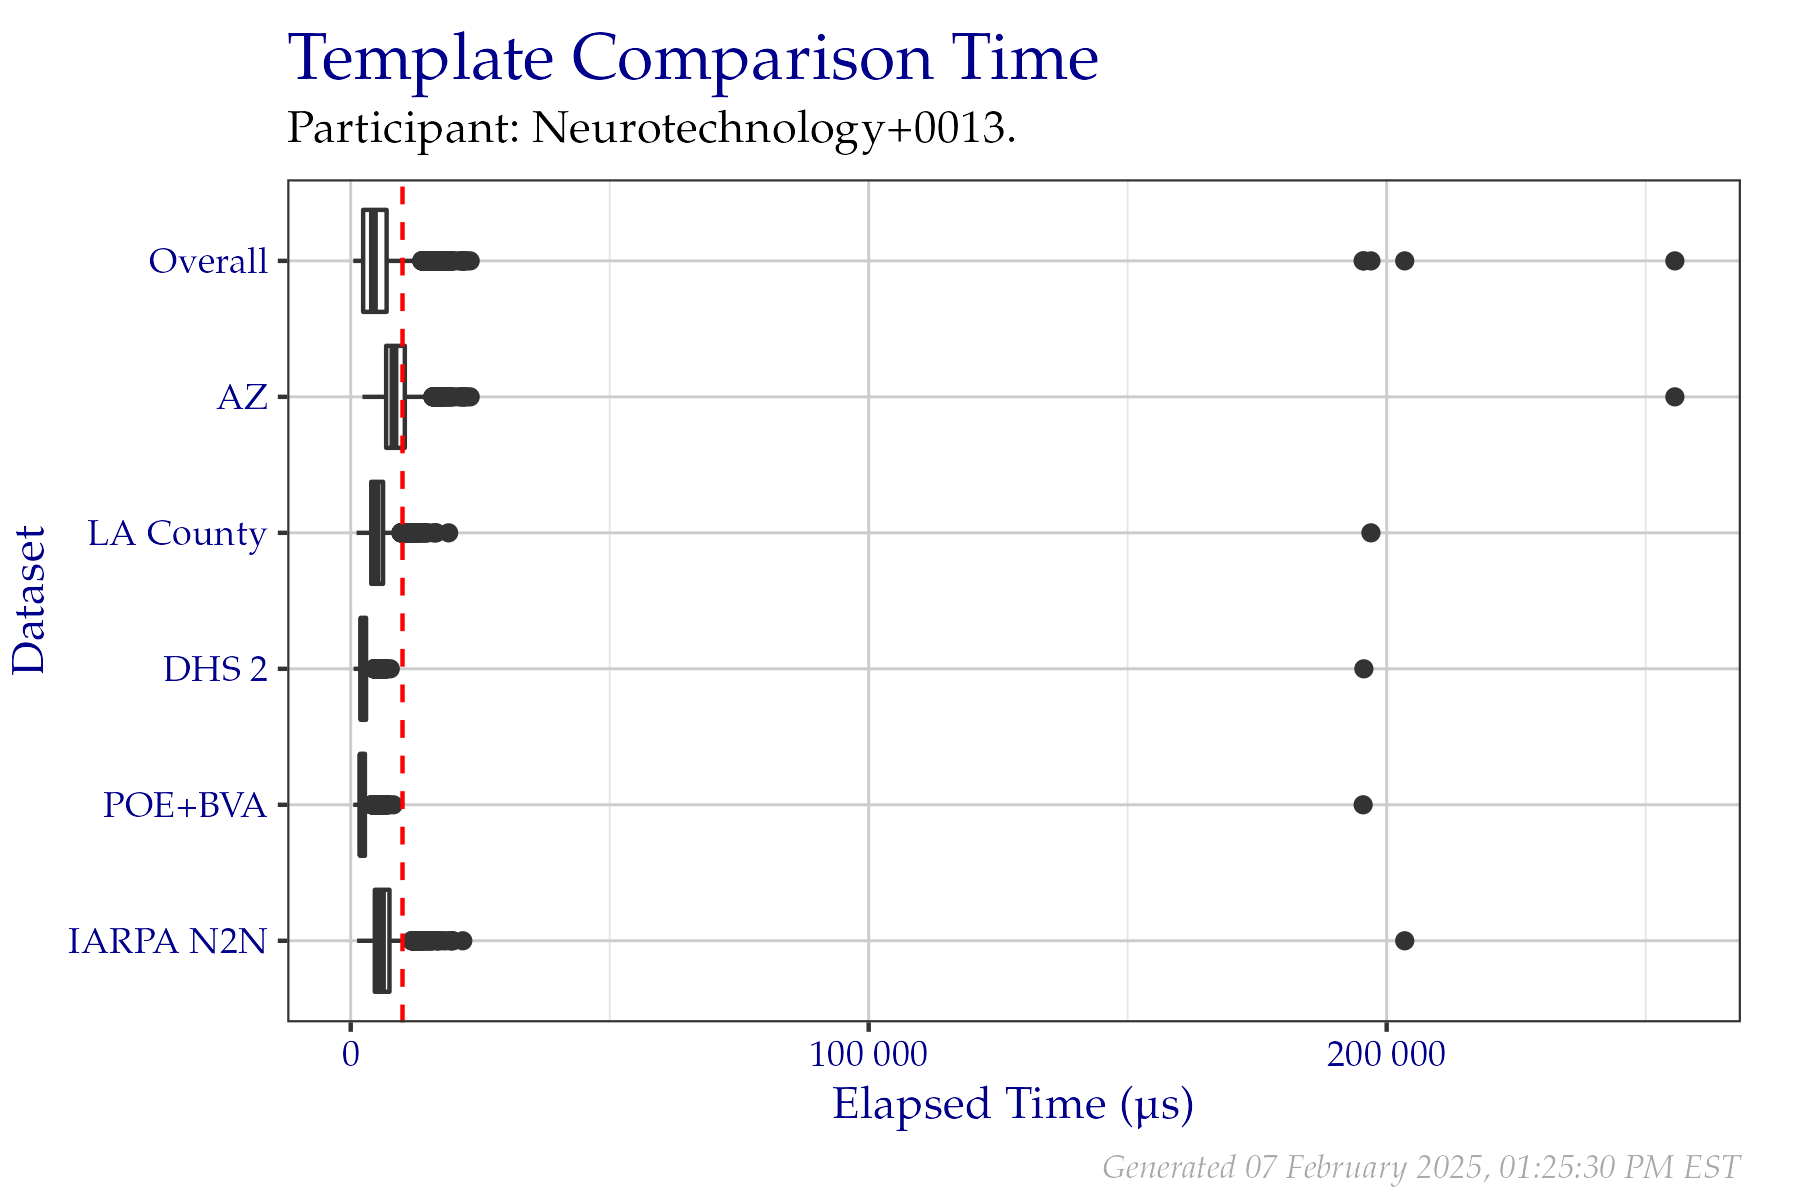 Template Comparison Time
Participant: Neurotechnology+0013.
Dataset
Overall
AZ
LA County
DHS 2
POE+BVA
IARPA N2N
0 100 000 200 000
Elapsed Time (µs)
Generated 07 February 2025, 01:25:30 PM EST